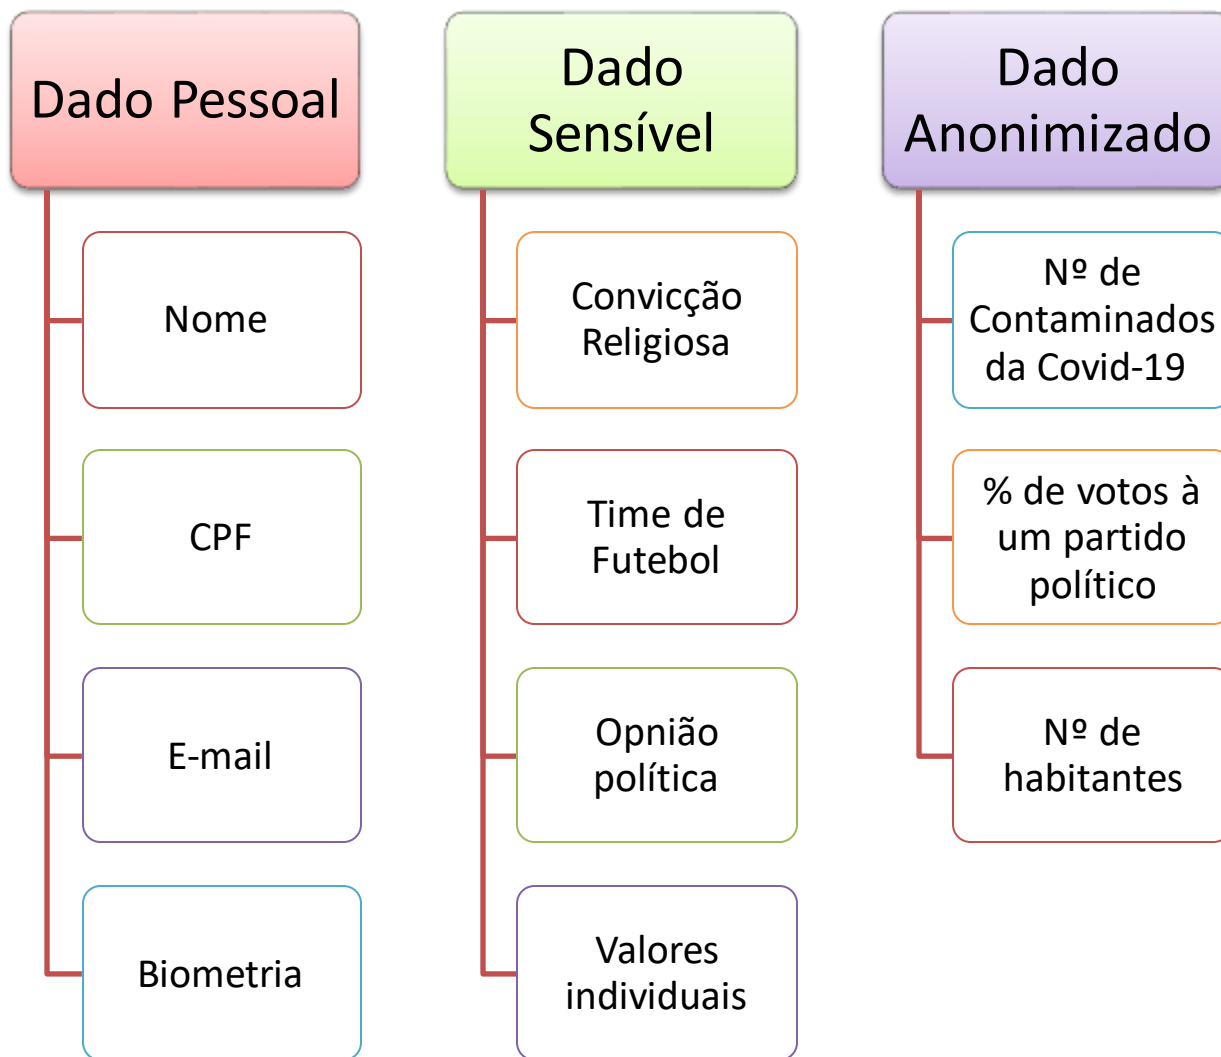 Dado Pessoal
Nome
CPF
E-mail
Biometria
Dado
Sensível
Convicção
Religiosa
Time de
Futebol
Opnião
política
Valores
individuais
Dado
Anonimizado
Nº de
Contaminados
da Covid-19
% de votos à
um partido
político
Nº de
habitantes